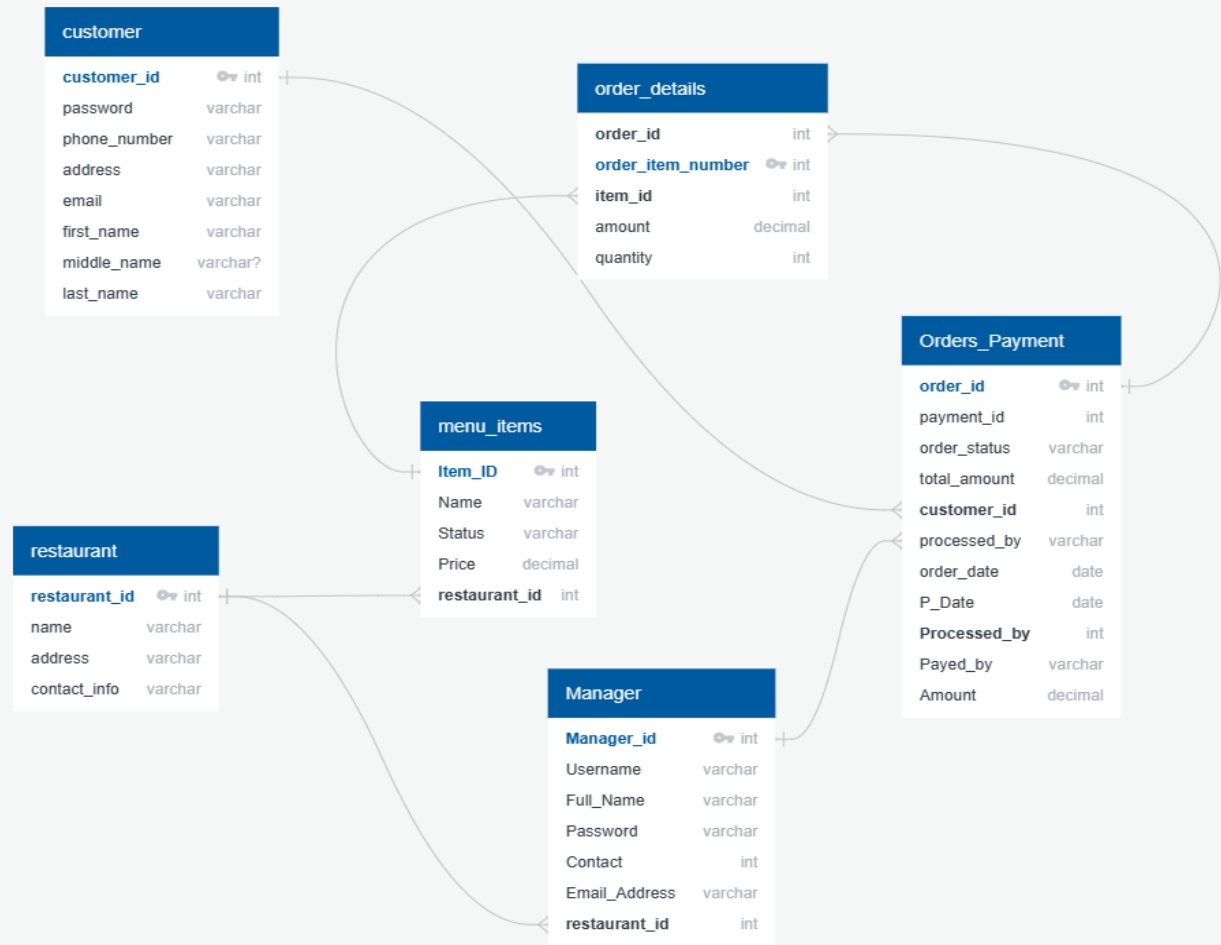 customer
customer_id int
password varchar
phone_number varchar
address varchar
email varchar
first_name varchar
middle_name varchar?
last_name varchar
order_details
order_id int
order_item_number int
item_id int
amount decimal
quantity int
Orders_Payment
order_id int
payment_id int
order_status varchar
total_amount decimal
customer_id int
processed_by varchar
order_date date
P_Date date
Processed_by int
Payed_by varchar
Amount decimal
menu_items
Item_ID int
Name varchar
Status varchar
Price decimal
restaurant_id int
restaurant
restaurant_id int
name varchar
address varchar
contact_info varchar
Manager
Manager_id int
Username varchar
Full_Name varchar
Password varchar
Contact int
Email_Address varchar
restaurant_id int